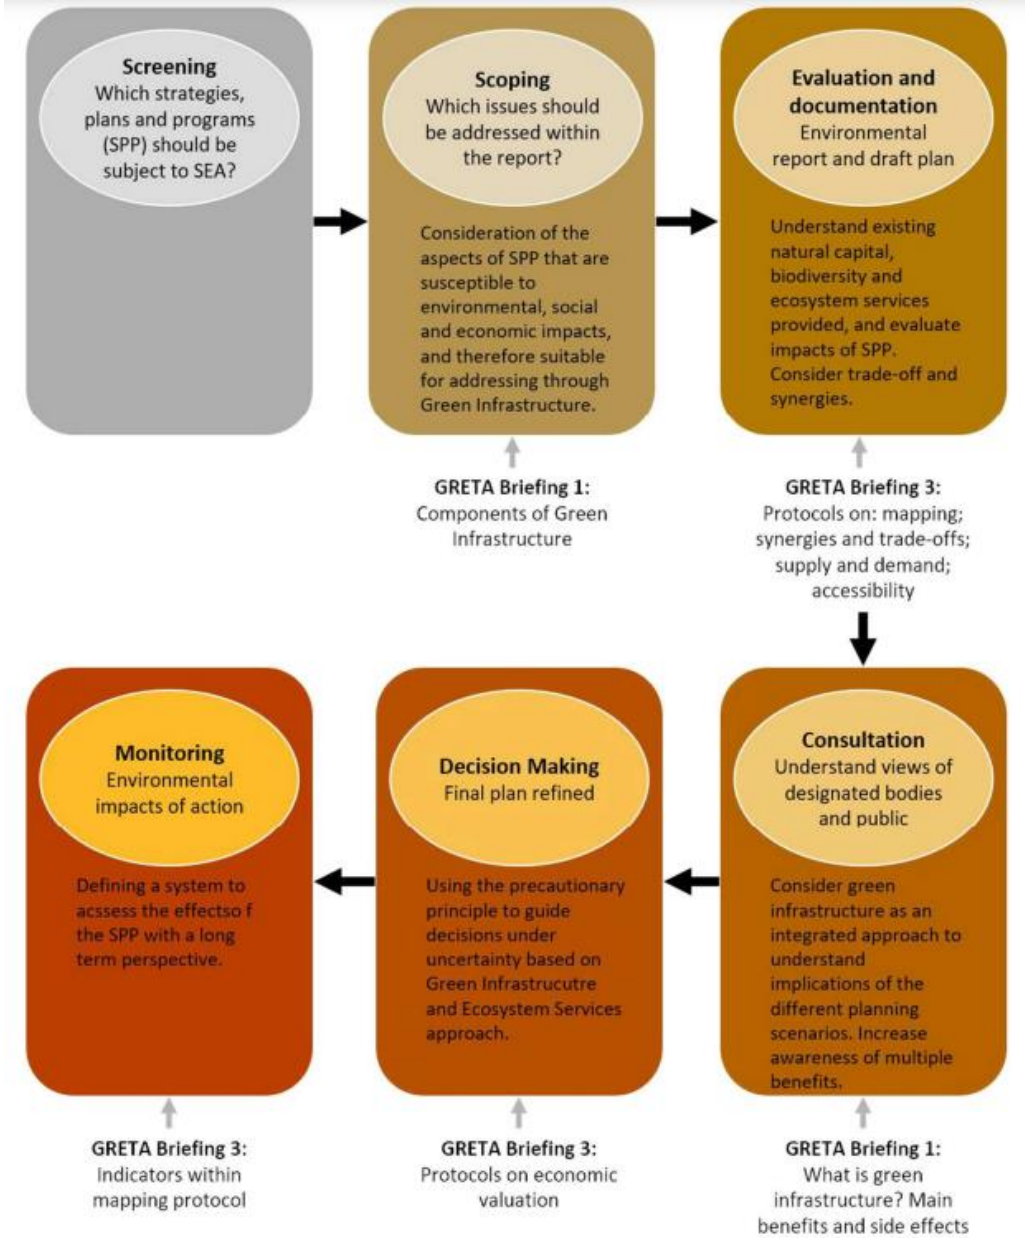 Screening
Which strategies,
plans and programs
(SPP) should be
subject to SEA?
Scoping
Which issues should
be addressed within
the report?
Consideration of the
aspects of SPP that are
susceptible to
environmental, social
and economic impacts,
and therefore suitable
for addressing through
Green Infrastructure.
GRETA Briefing 1:
Components of Green
Infrastructure
Evaluation and
documentation
Environmental
report and draft plan
Understand existing
natural capital,
biodiversity and
ecosystem services
provided, and evaluate
impacts of SPP.
Consider trade-off and
synergies.
GRETA Briefing 3:
Protocols on: mapping;
synergies and trade-offs;
supply and demand;
accessibility
Consultation
Understand views of
designated bodies
and public
Consider green
infrastructure as an
integrated approach to
understand
implications of the
different planning
scenarios. Increase
awareness of multiple
benefits.
GRETA Briefing 1:
What is green
infrastructure? Main
benefits and side effects
Decision Making
Final plan refined
Using the precautionary
principle to guide
decisions under
uncertainty based on
Green Infrastrucutre
and Ecosystem Services
approach.
GRETA Briefing 3:
Protocols on economic
valuation
Monitoring
Environmental
impacts of action
Defining a system to
acssess the effectso f
the SPP with a long
term perspective.
GRETA Briefing 3:
Indicators within
mapping protocol